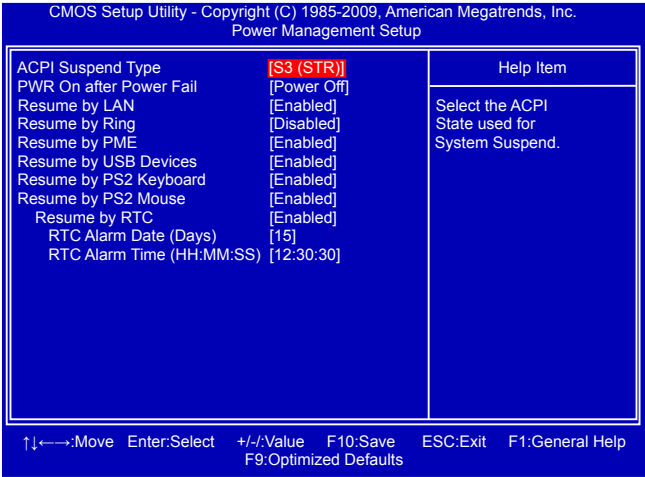 CMOS Setup Utility - Copyright (C) 1985-2009, American Megatrends, Inc.
Power Management Setup
ACPI Suspend Type [S3 (STR)]
PWR On after Power Fail [Power Off]
Resume by LAN [Enabled]
Resume by Ring [Disabled]
Resume by PME [Enabled]
Resume by USB Devices [Enabled]
Resume by PS2 Keyboard [Enabled]
Resume by PS2 Mouse [Enabled]
Resume by RTC [Enabled]
RTC Alarm Date (Days) [15]
RTC Alarm Time (HH:MM:SS) [12:30:30]
Help Item
Select the ACPI
State used for
System Suspend.
↑↓←→:Move Enter:Select +/-/:Value F10:Save ESC:Exit F1:General Help
F9:Optimized Defaults